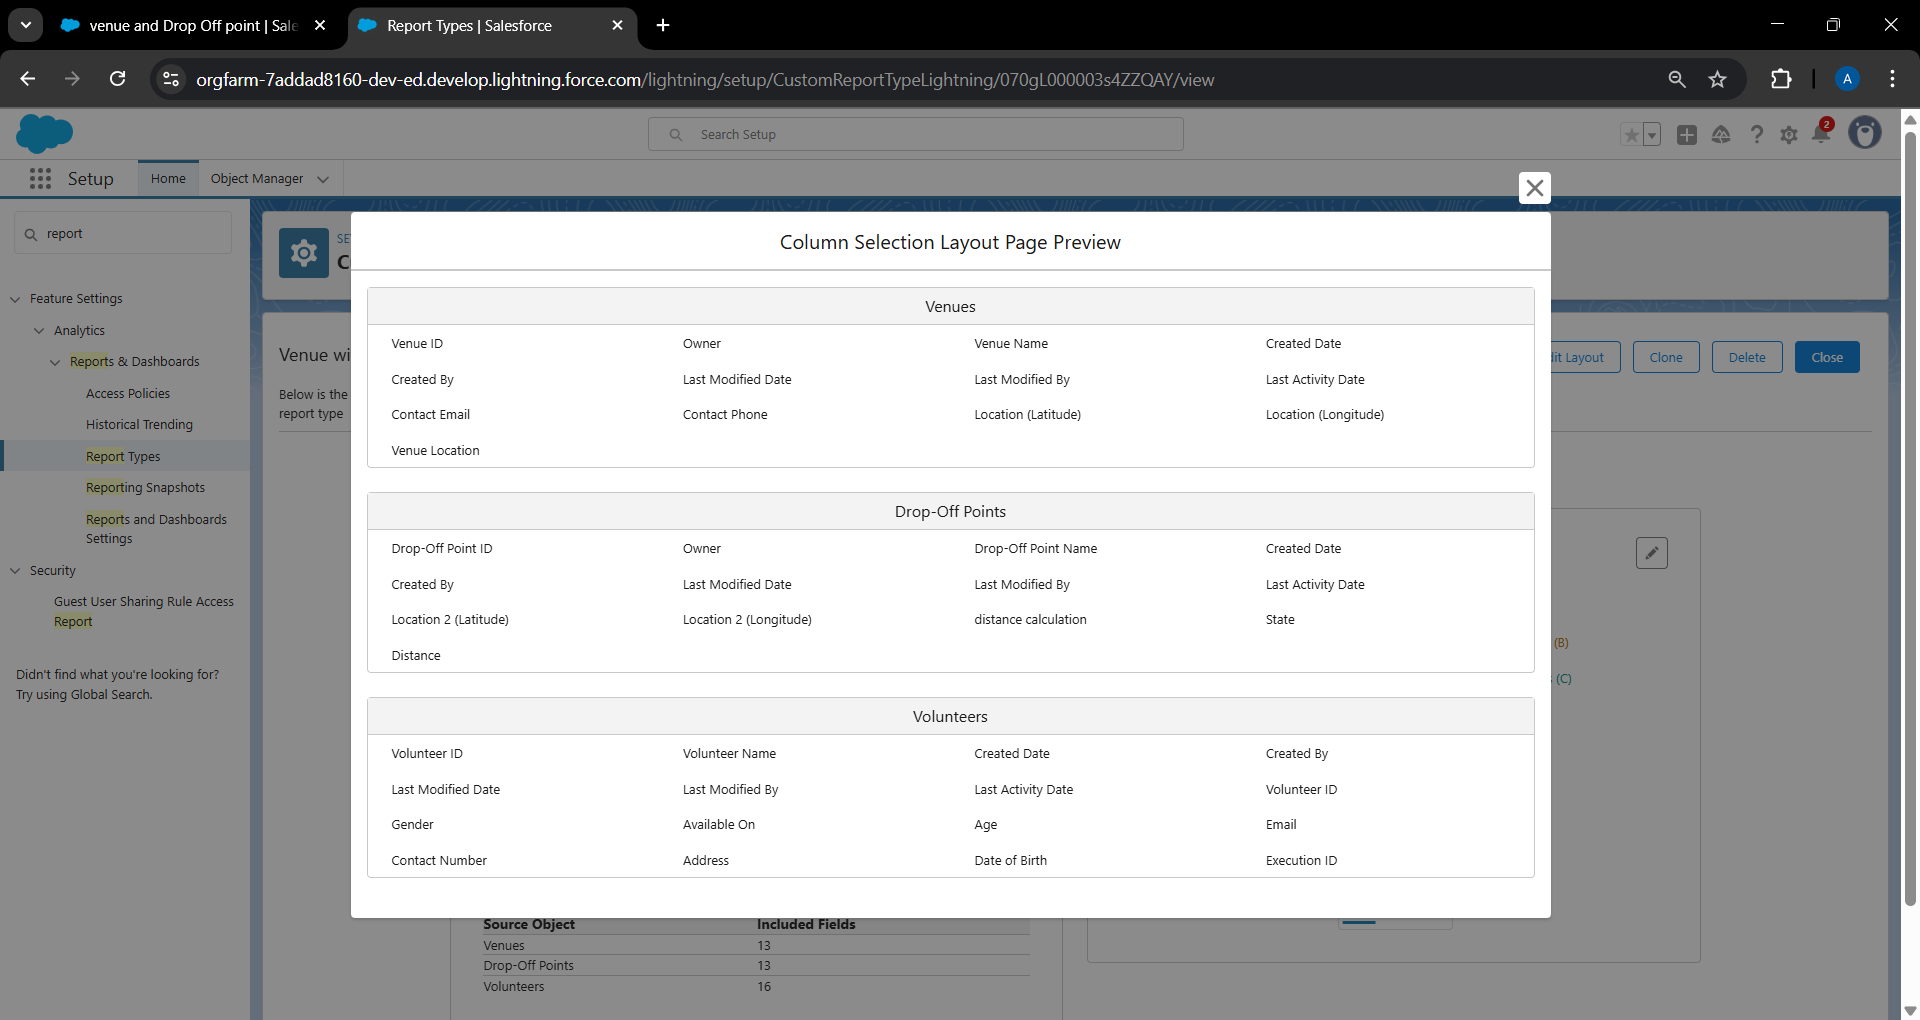 venue and Drop Off point | Sale
Report Types | Salesforce
orgfarm-7addad8160-dev-ed.develop.lightning.force.com/lightning/setup/CustomReportTypeLightning/070gL000003s4ZZQAY/view
A
Search Setup
2
Setup
Home
Object Manager
report
Feature Settings
Analytics
Reports & Dashboards
Access Policies
Historical Trending
Report Types
Reporting Snapshots
Reports and Dashboards
Settings
Security
Guest User Sharing Rule Access
Report
Didn't find what you're looking for?
Try using Global Search.
SE
C
Venue wi
Below is the
report type
dit Layout
Clone
Delete
Close
Column Selection Layout Page Preview
Venues
Venue ID Owner Venue Name Created Date
Created By Last Modified Date Last Modified By Last Activity Date
Contact Email Contact Phone Location (Latitude) Location (Longitude)
Venue Location
Drop-Off Points
Drop-Off Point ID Owner Drop-Off Point Name Created Date
Created By Last Modified Date Last Modified By Last Activity Date
Location 2 (Latitude) Location 2 (Longitude) distance calculation State
Distance
Volunteers
Volunteer ID Volunteer Name Created Date Created By
Last Modified Date Last Modified By Last Activity Date Volunteer ID
Gender Available On Age Email
Contact Number Address Date of Birth Execution ID
(B)
(C)
Source Object Included Fields
Venues 13
Drop-Off Points 13
Volunteers 16